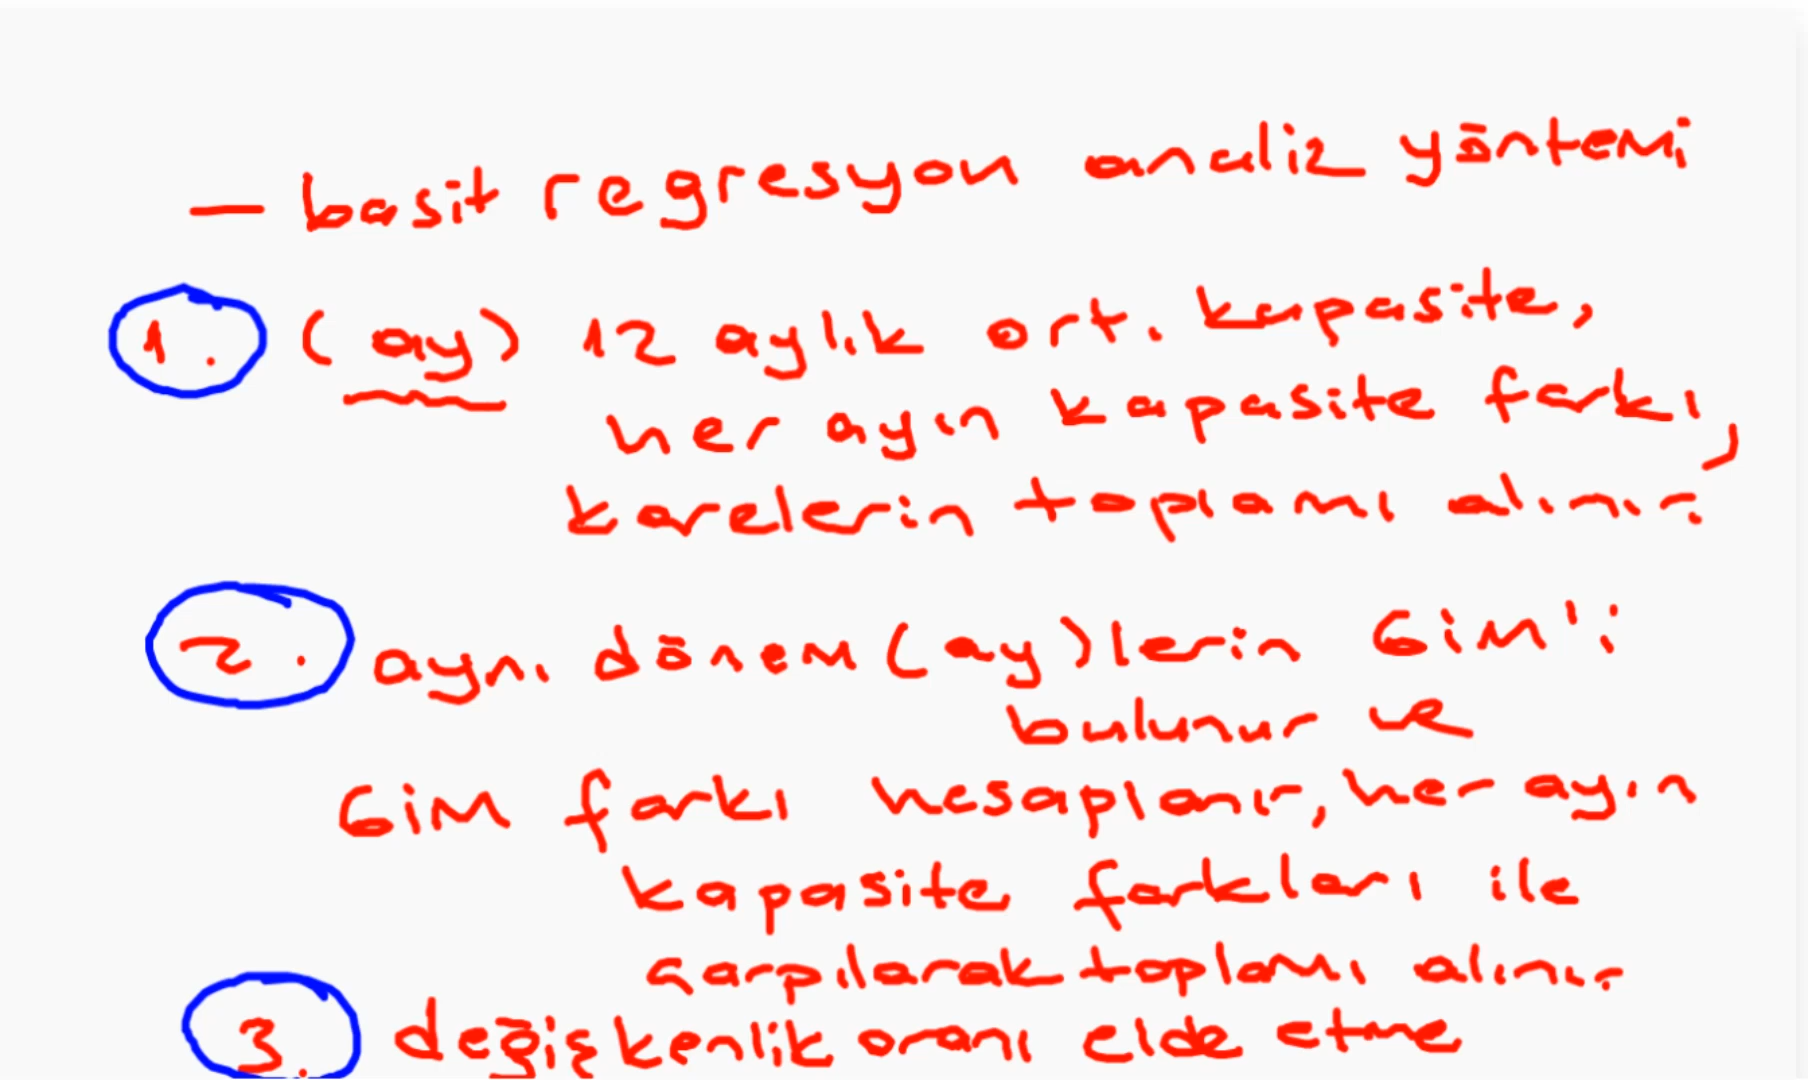 — basit regresyon analiz yöntemi
1. (ay) 12 aylık ort. kapasite,
her ayın kapasite farkı,
karelerin toplamı alınır.
2. aynı dönem (ay)lerin GİM'i
bulunur ve
GİM farkı hesaplanır, her ayın
kapasite farkları ile
çarpılarak toplamı alınır.
3. değişkenlik oranı elde etme